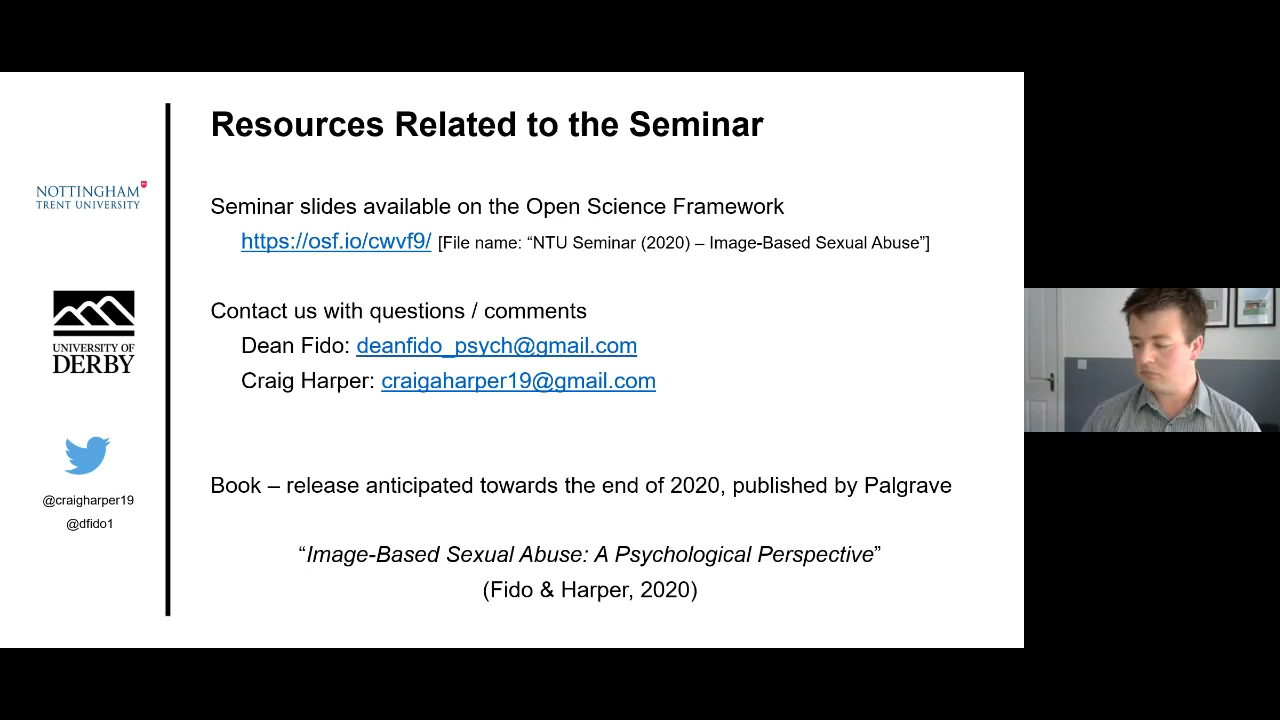 Resources Related to the Seminar
NOTTINGHAM
TRENT UNIVERSITY
Seminar slides available on the Open Science Framework
https://osf.io/cwvf9/ [File name: “NTU Seminar (2020) – Image-Based Sexual Abuse”]
Contact us with questions / comments
Dean Fido: deanfido_psych@gmail.com
Craig Harper: craigaharper19@gmail.com
UNIVERSITY OF
DERBY
@craigharper19
@dfido1
Book – release anticipated towards the end of 2020, published by Palgrave
“Image-Based Sexual Abuse: A Psychological Perspective”
(Fido & Harper, 2020)